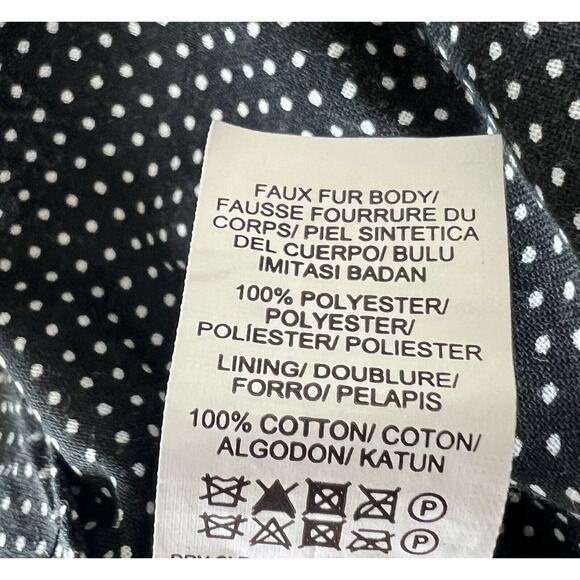 FAUX FUR BODY/
FAUSSE FOURRURE DU
CORPS/ PIEL SINTETICA
DEL CUERPO/ BULU
IMITASI BADAN
100% POLYESTER/
POLYESTER/
POLÍESTER/ POLIESTER
LINING/ DOUBLURE/
FORRO/ PELAPIS
100% COTTON/ COTON/
ALGODON/ KATUN
P
P